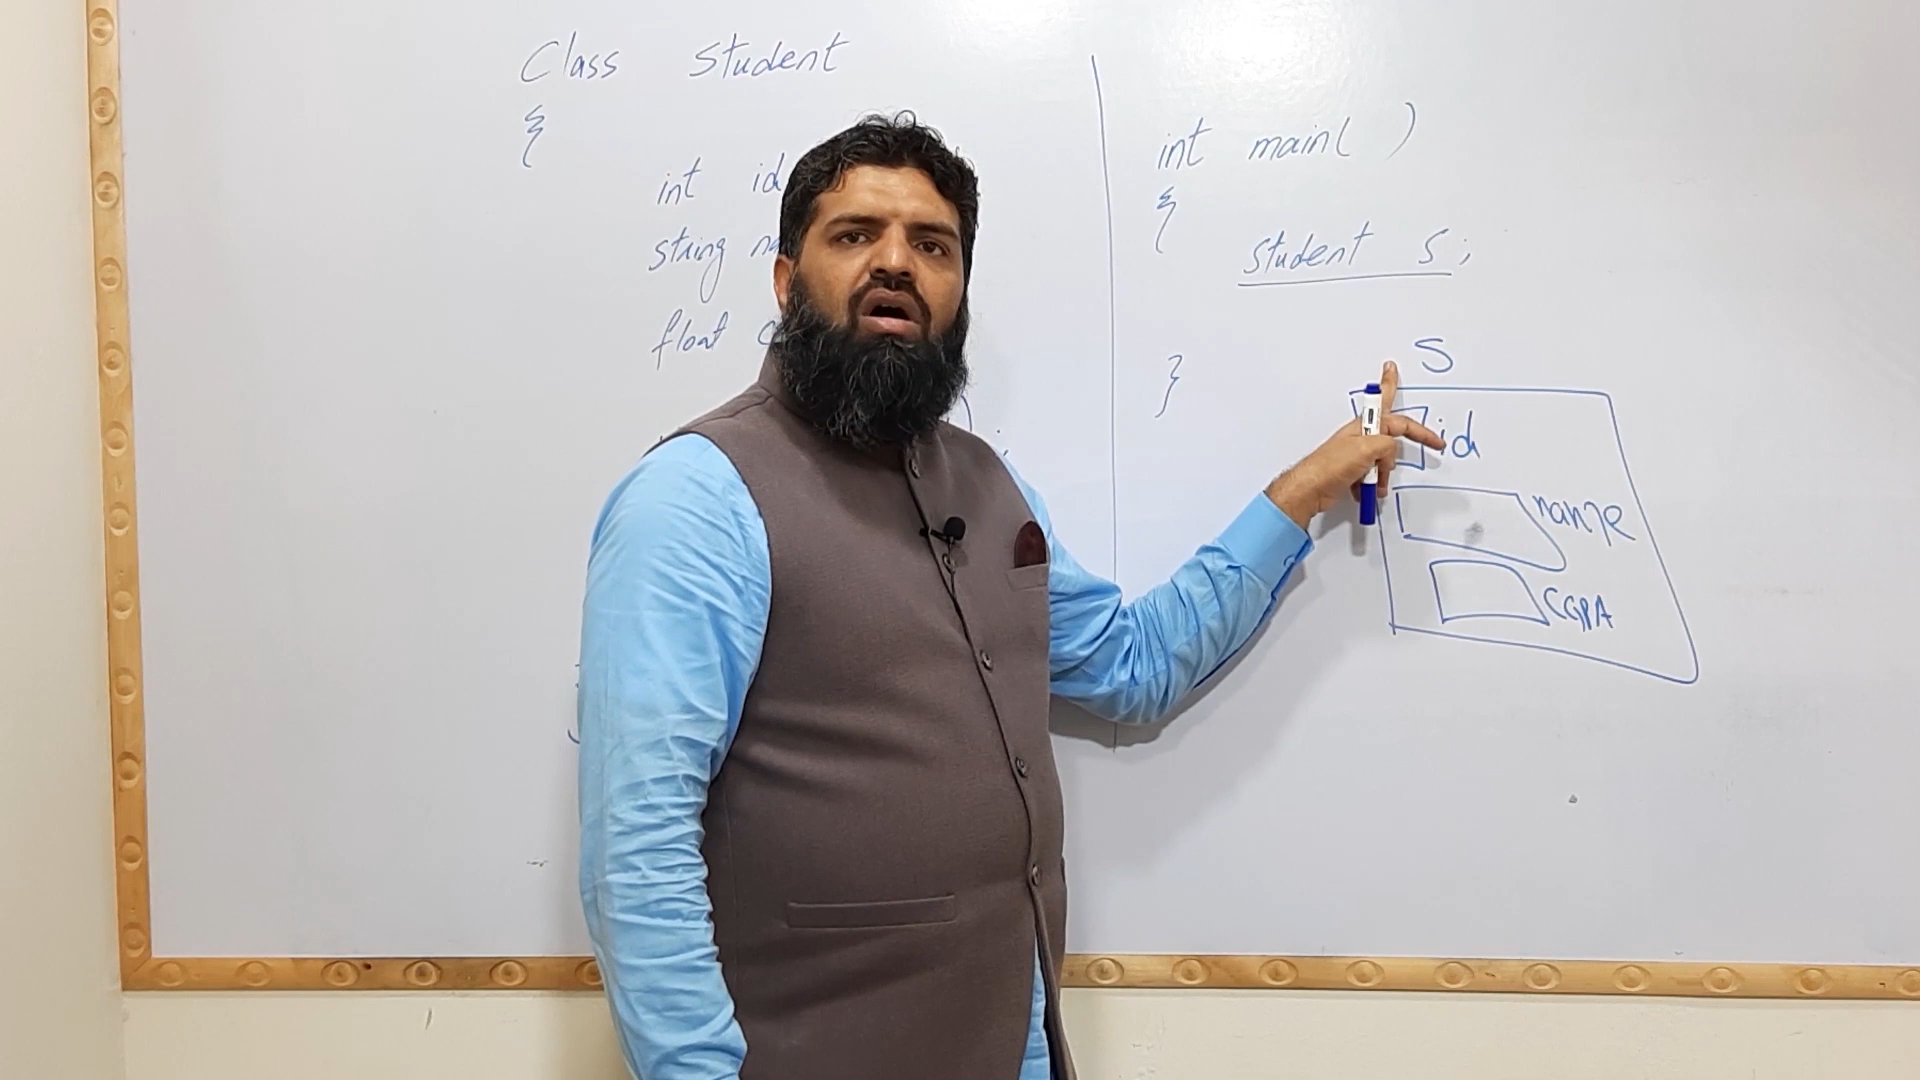 Class Student
{
int id
string
float
int main( )
{
student S;
}
S
id
name
CGPA